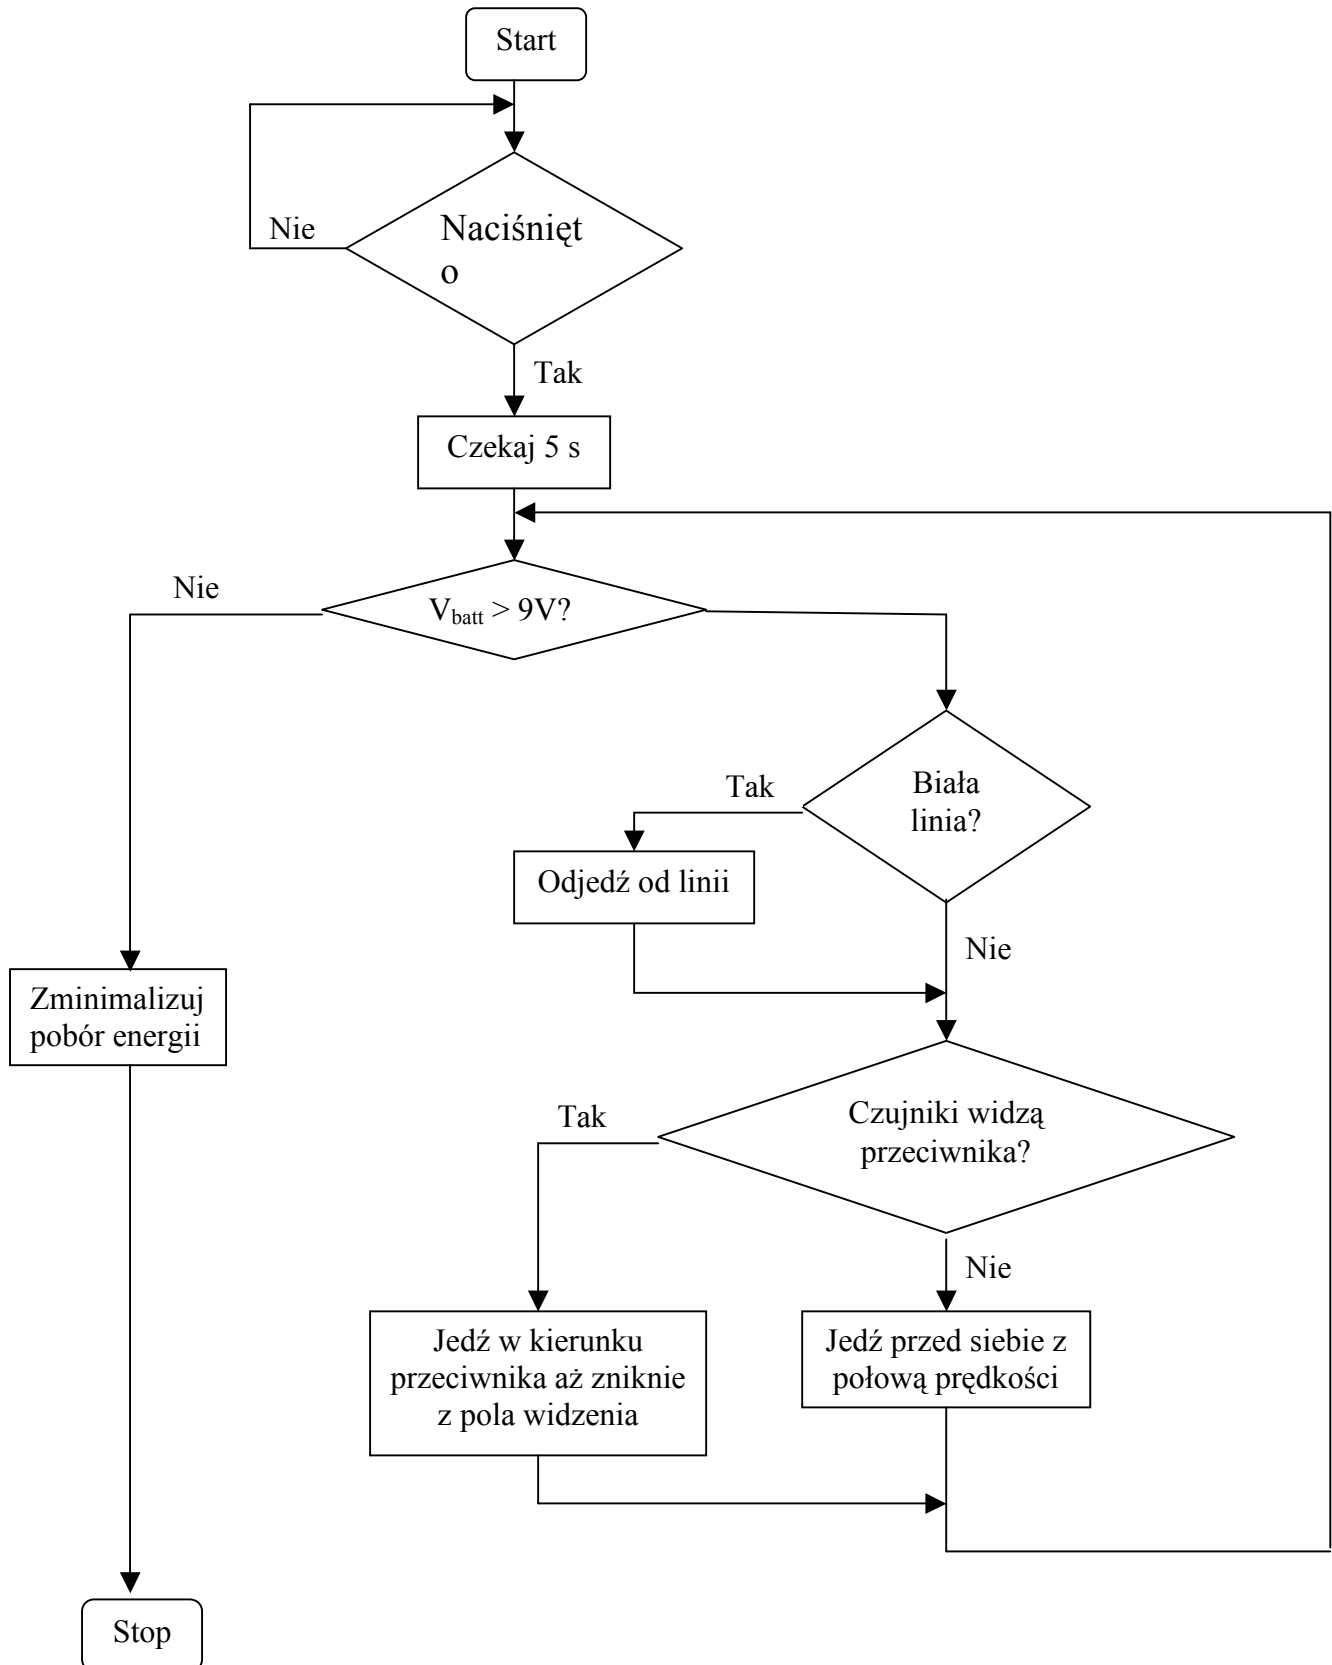 Start
Nie
Naciśnięt
o
Tak
Czekaj 5 s
Nie
V_batt > 9V?
Tak
Biała
linia?
Odjedź od linii
Nie
Zminimalizuj
pobór energii
Tak
Czujniki widzą
przeciwnika?
Nie
Jedź w kierunku
przeciwnika aż zniknie
z pola widzenia
Jedź przed siebie z
połową prędkości
Stop